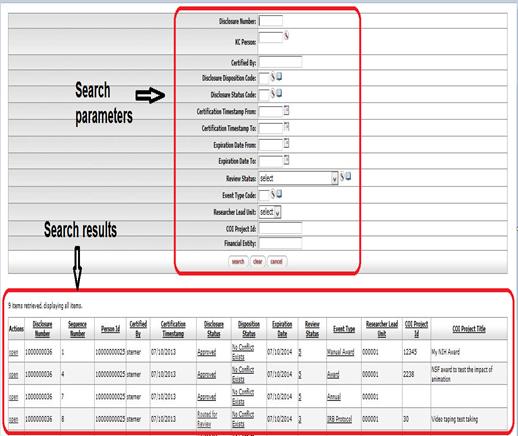 Disclosure Number:
KC Person:
Certified By:
Disclosure Disposition Code:
Search parameters
Disclosure Status Code:
Certification Timestamp From:
Certification Timestamp To:
Expiration Date From:
Expiration Date To:
Review Status: select
Event Type Code:
Researcher Lead Unit: select
COI Project Id:
Financial Entity:
search clear cancel
Search results
9 items retrieved, displaying all items.
Actions Disclosure Number Sequence Number Person Id Certified By Certification Timestamp Disclosure Status Disposition Status Expiration Date Review Status Event Type Researcher Lead Unit COI Project Id COI Project Title
open 1000000036 1 10000000025 sterner 07/10/2013 Approved No Conflict Exists 07/10/2014 5 Manual Award 000001 12345 My NIH Award
open 1000000036 4 10000000025 sterner 07/10/2013 Approved No Conflict Exists 07/10/2014 5 Award 000001 2238 NSF award to test the impact of animation
open 1000000036 7 10000000025 sterner 07/10/2013 Approved No Conflict Exists 07/10/2014 5 Annual 000001
open 1000000036 8 10000000025 sterner 07/10/2013 Routed for Review No Conflict Exists 07/10/2014 3 IRB Protocol 000001 30 Video taping test taking